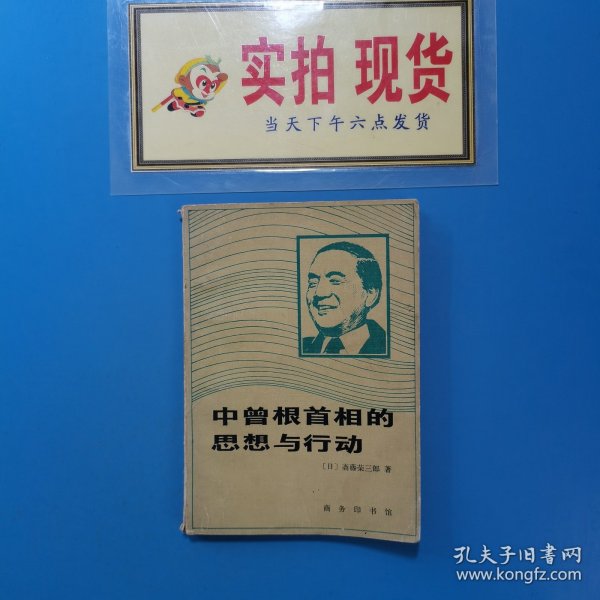 实拍 现货
当天下午六点发货
中曾根首相的
思想与行动
〔日〕斋藤荣三郎 著
商务印书馆
孔夫子旧书网
www.kongfz.com